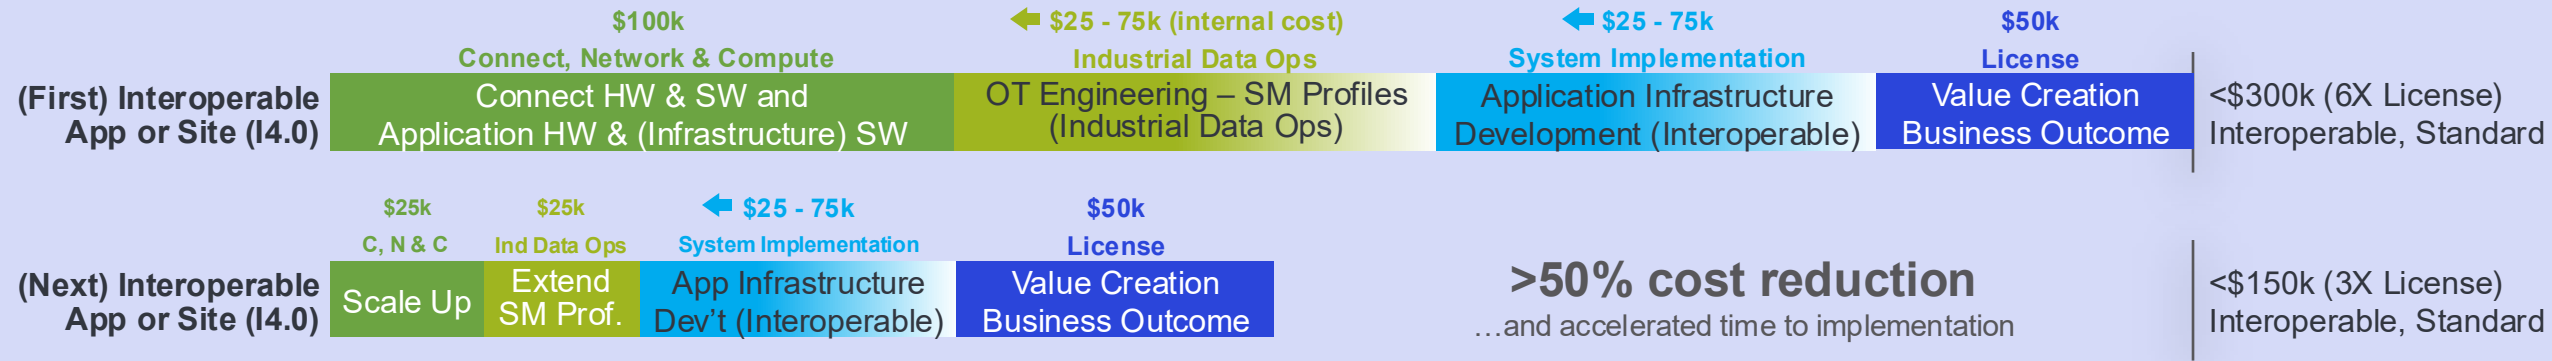 $100k
Connect, Network & Compute
$25 - 75k (internal cost)
Industrial Data Ops
$25 - 75k
System Implementation
$50k
License
(First) Interoperable
App or Site (I4.0)
Connect HW & SW and
Application HW & (Infrastructure) SW
OT Engineering – SM Profiles
(Industrial Data Ops)
Application Infrastructure
Development (Interoperable)
Value Creation
Business Outcome
<$300k (6X License)
Interoperable, Standard
$25k
C, N & C
$25k
Ind Data Ops
$25 - 75k
System Implementation
$50k
License
(Next) Interoperable
App or Site (I4.0)
Scale Up
Extend
SM Prof.
App Infrastructure
Dev’t (Interoperable)
Value Creation
Business Outcome
>50% cost reduction
…and accelerated time to implementation
<$150k (3X License)
Interoperable, Standard